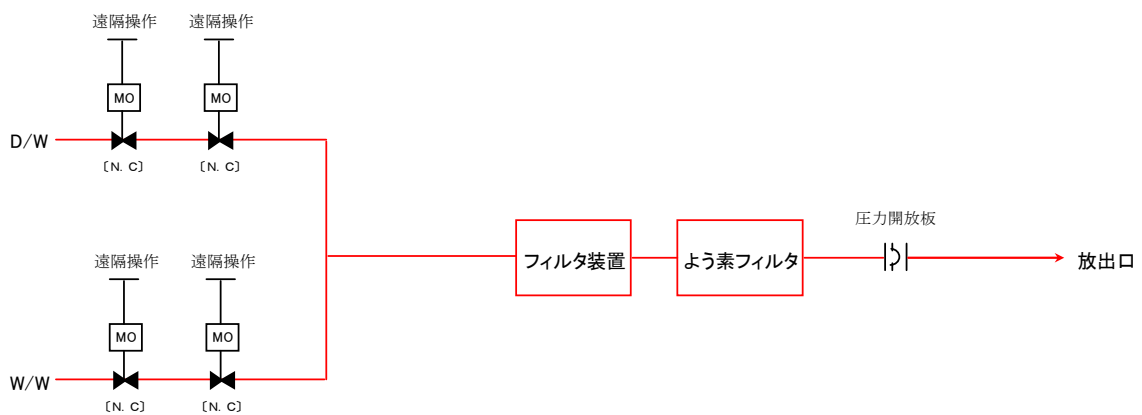 遠隔操作 遠隔操作
MO MO
D/W
〔N. C〕 〔N. C〕
圧力開放板
フィルタ装置 よう素フィルタ 放出口
遠隔操作 遠隔操作
MO MO
W/W
〔N. C〕 〔N. C〕